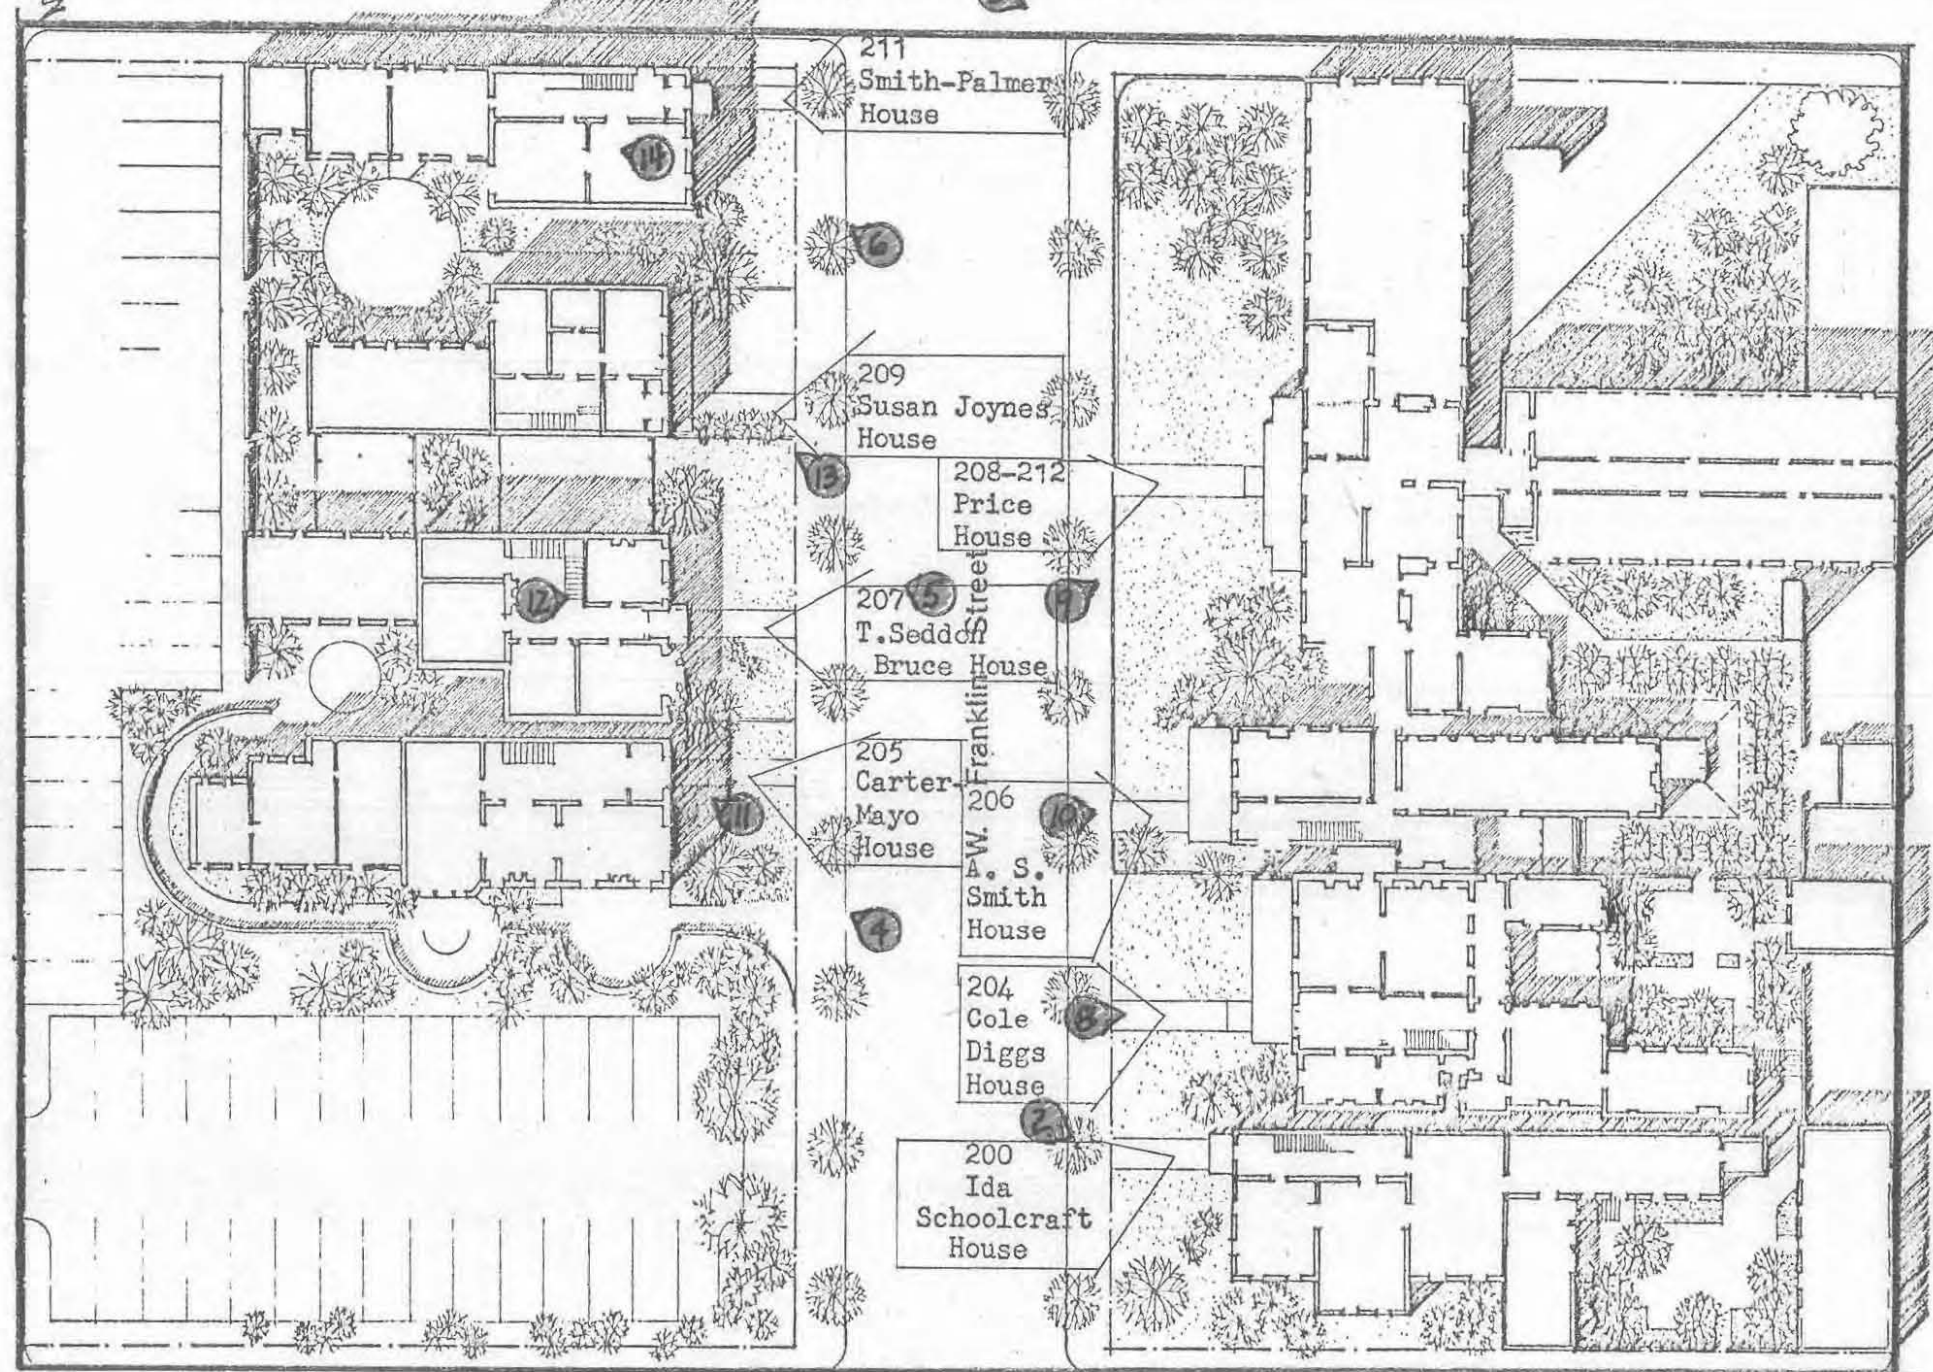 211
Smith-Palmer
House
14
6
209
Susan Joynes
House
13
208-212
Price
House
12
207
T.Seddon
Bruce House
5
9
W. Franklin Street
205
Carter-
Mayo
House
11
206
A. S.
Smith
House
10
4
204
Cole
Diggs
House
8
2
200
Ida
Schoolcraft
House